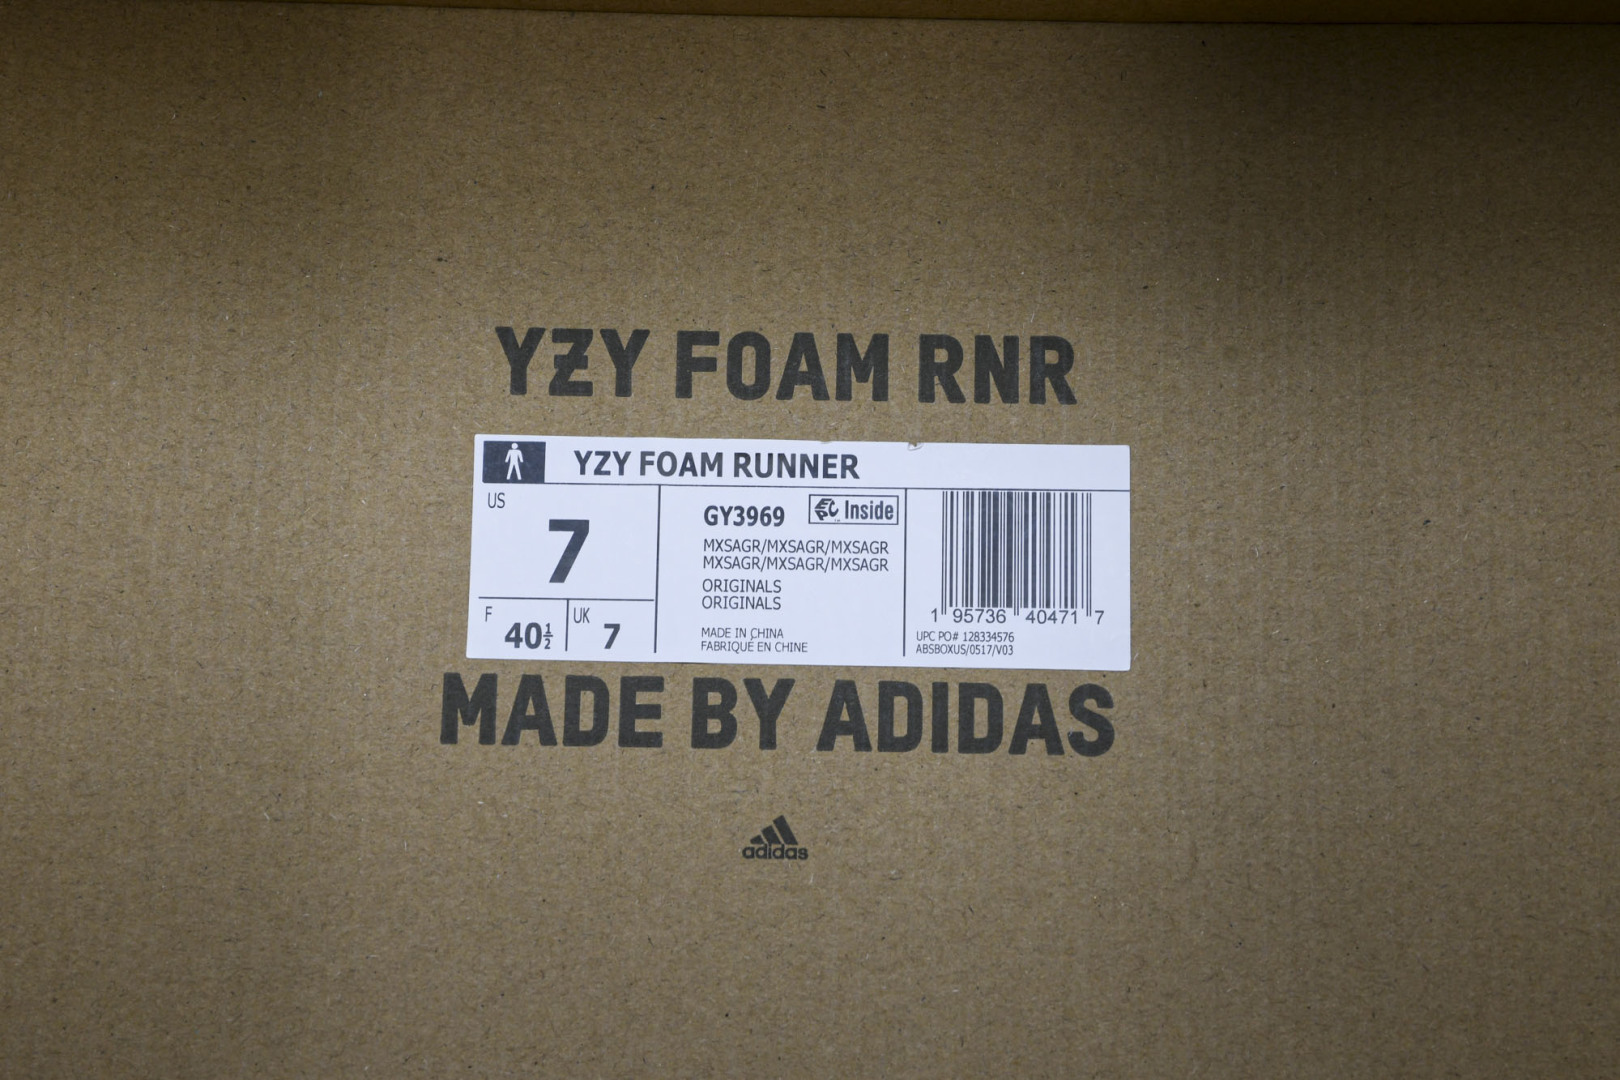 YZY FOAM RNR
YZY FOAM RUNNER
US
7
F
40½
UK
7
GY3969
EPC Inside
MXSAGR/MXSAGR/MXSAGR
MXSAGR/MXSAGR/MXSAGR
ORIGINALS
ORIGINALS
MADE IN CHINA
FABRIQUÉ EN CHINE
1 95736 40471 7
UPC PO# 128334576
ABSBOXUS/0517/V03
MADE BY ADIDAS
adidas